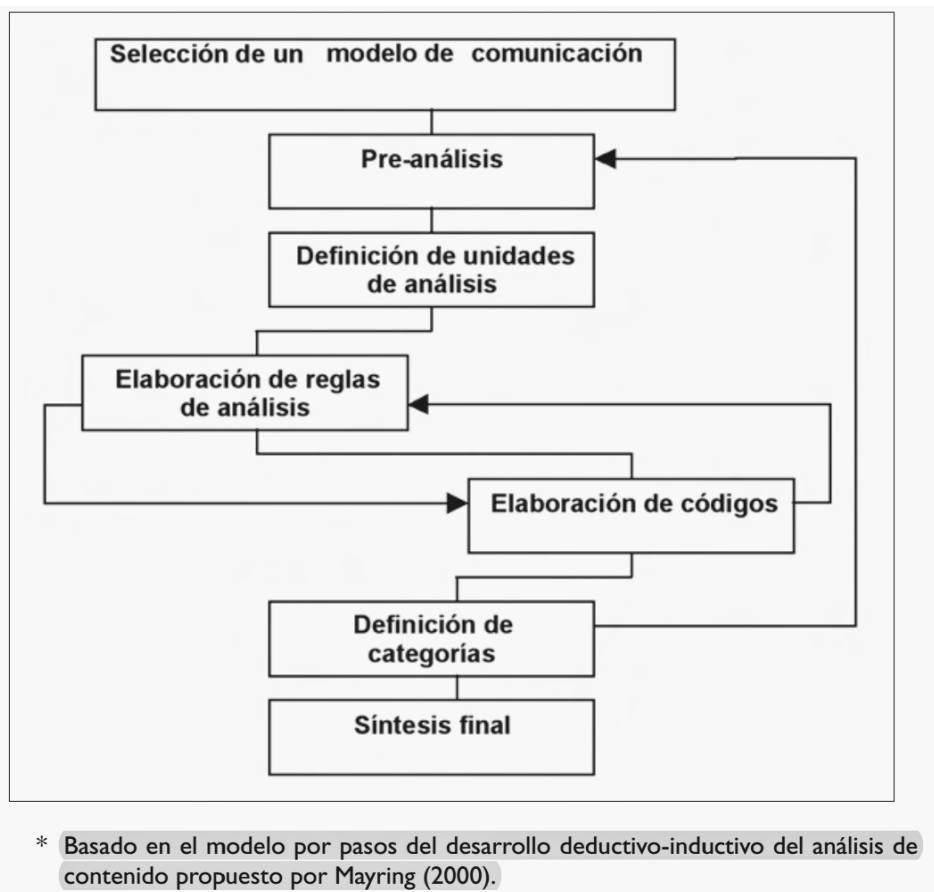 Selección de un modelo de comunicación
Pre-análisis
Definición de unidades
de análisis
Elaboración de reglas
de análisis
Elaboración de códigos
Definición de
categorías
Síntesis final
* Basado en el modelo por pasos del desarrollo deductivo-inductivo del análisis de
contenido propuesto por Mayring (2000).